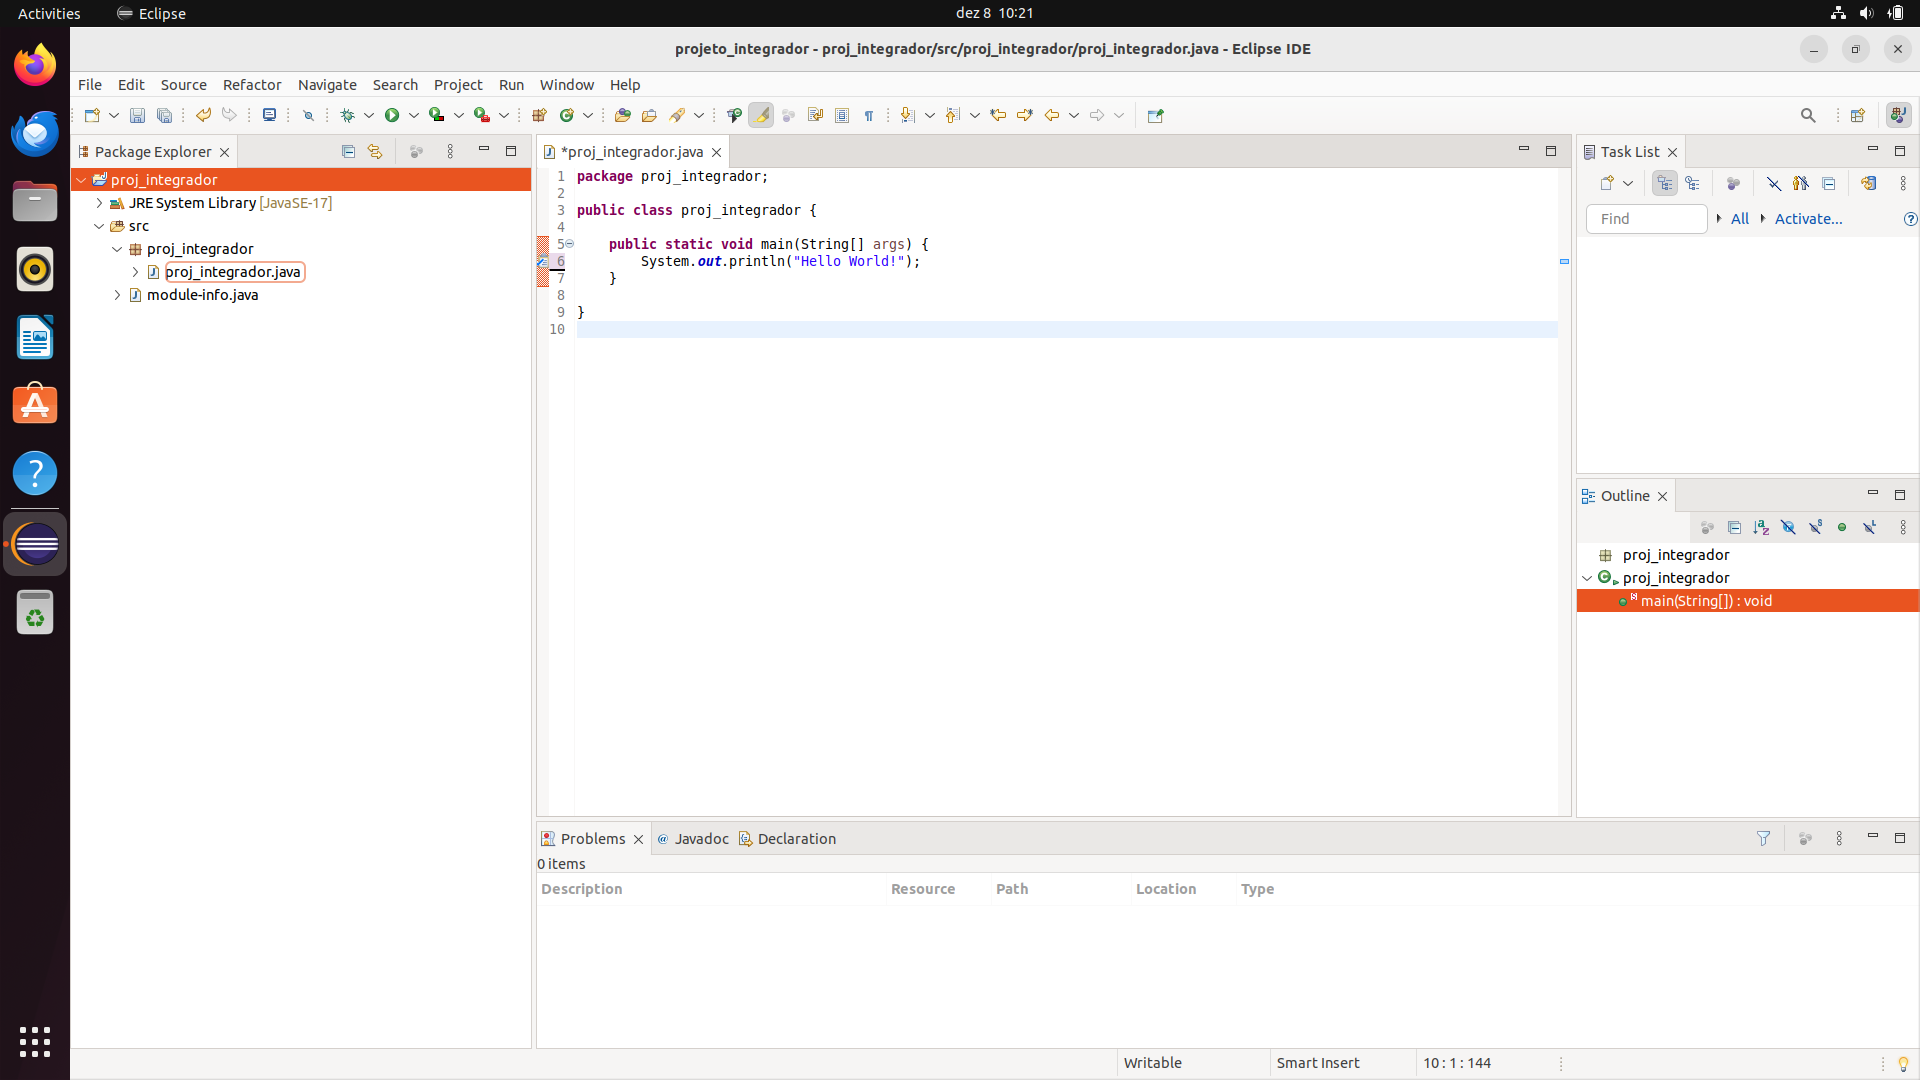 Activities Eclipse dez 8 10:21
projeto_integrador - proj_integrador/src/proj_integrador/proj_integrador.java - Eclipse IDE
File Edit Source Refactor Navigate Search Project Run Window Help
Package Explorer
proj_integrador
JRE System Library [JavaSE-17]
src
proj_integrador
proj_integrador.java
module-info.java
*proj_integrador.java
1 package proj_integrador;
2
3 public class proj_integrador {
4
5 public static void main(String[] args) {
6 System.out.println("Hello World!");
7 }
8
9 }
10
Task List
Find All Activate...
Outline
proj_integrador
proj_integrador
main(String[]) : void
Problems Javadoc Declaration
0 items
Description Resource Path Location Type
Writable Smart Insert 10 : 1 : 144